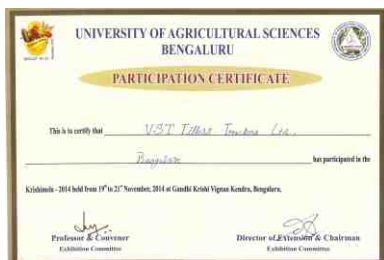 UNIVERSITY OF AGRICULTURAL SCIENCES
BENGALURU
PARTICIPATION CERTIFICATE
This is to certify that V.S.T Tillers Tractors Ltd.
has participated in the
Krishimela - 2014 held from 19th to 21st November, 2014 at Gandhi Krishi Vignan Kendra, Bengaluru.
Professor & Convener
Exhibition Committee
Director of Extension & Chairman
Exhibition Committee